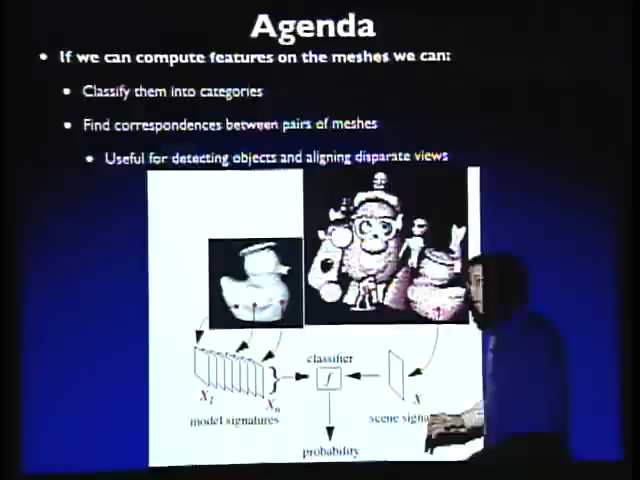 Agenda
• If we can compute features on the meshes we can:
• Classify them into categories
• Find correspondences between pairs of meshes
• Useful for detecting objects and aligning disparate views
classifier
f
X1
Xn
X
model signatures
scene
probability